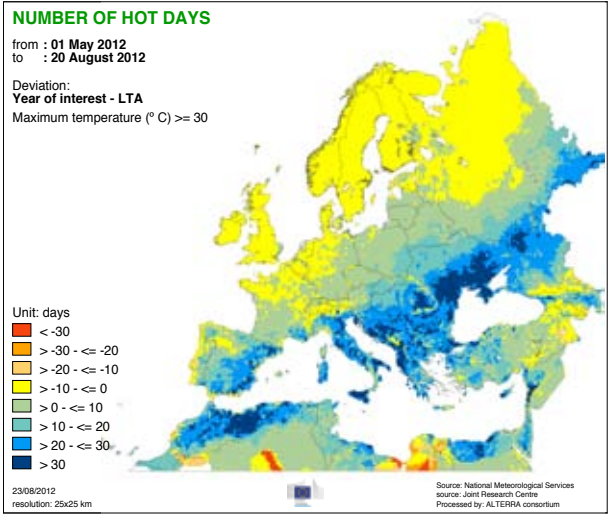 NUMBER OF HOT DAYS
from : 01 May 2012
to : 20 August 2012
Deviation:
Year of interest - LTA
Maximum temperature (º C) >= 30
Unit: days
< -30
> -30 - <= -20
> -20 - <= -10
> -10 - <= 0
> 0 - <= 10
> 10 - <= 20
> 20 - <= 30
> 30
23/08/2012
resolution: 25x25 km
Source: National Meteorological Services
source: Joint Research Centre
Processed by: ALTERRA consortium